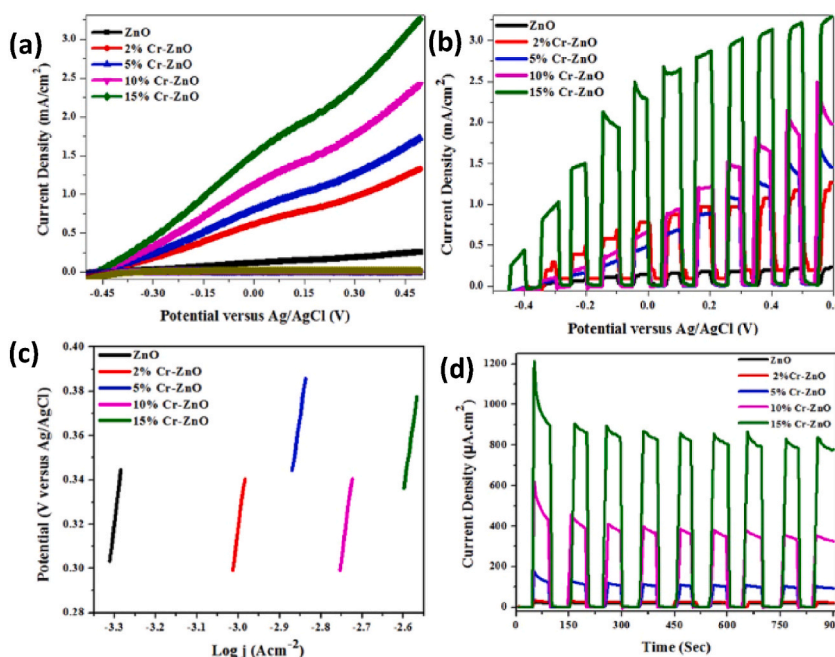 (a)
ZnO
2% Cr-ZnO
5% Cr-ZnO
10% Cr-ZnO
15% Cr-ZnO
Current Density (mA/cm²)
3.0
2.5
2.0
1.5
1.0
0.5
0.0
-0.45 -0.30 -0.15 0.00 0.15 0.30 0.45
Potential versus Ag/AgCl (V)
(b)
ZnO
2% Cr-ZnO
5% Cr-ZnO
10% Cr-ZnO
15% Cr-ZnO
Current Density (mA/cm²)
3.0
2.5
2.0
1.5
1.0
0.5
0.0
-0.4 -0.2 0.0 0.2 0.4 0.6
Potential versus Ag/AgCl (V)
(c)
ZnO
2% Cr-ZnO
5% Cr-ZnO
10% Cr-ZnO
15% Cr-ZnO
Potential (V versus Ag/AgCl)
0.40
0.38
0.36
0.34
0.32
0.30
0.28
-3.3 -3.2 -3.1 -3.0 -2.9 -2.8 -2.7 -2.6
Log j (Acm⁻²)
(d)
ZnO
2%Cr-ZnO
5% Cr-ZnO
10% Cr-ZnO
15% Cr-ZnO
Current Density (µA.cm²)
1200
1000
800
600
400
200
0
0 150 300 450 600 750 900
Time (Sec)